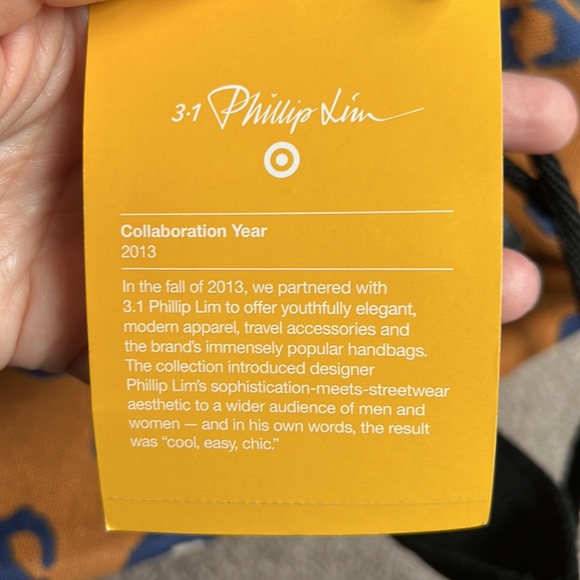 3.1 Phillip Lim
Collaboration Year
2013
In the fall of 2013, we partnered with
3.1 Phillip Lim to offer youthfully elegant,
modern apparel, travel accessories and
the brand's immensely popular handbags.
The collection introduced designer
Phillip Lim's sophistication-meets-streetwear
aesthetic to a wider audience of men and
women — and in his own words, the result
was “cool, easy, chic.”